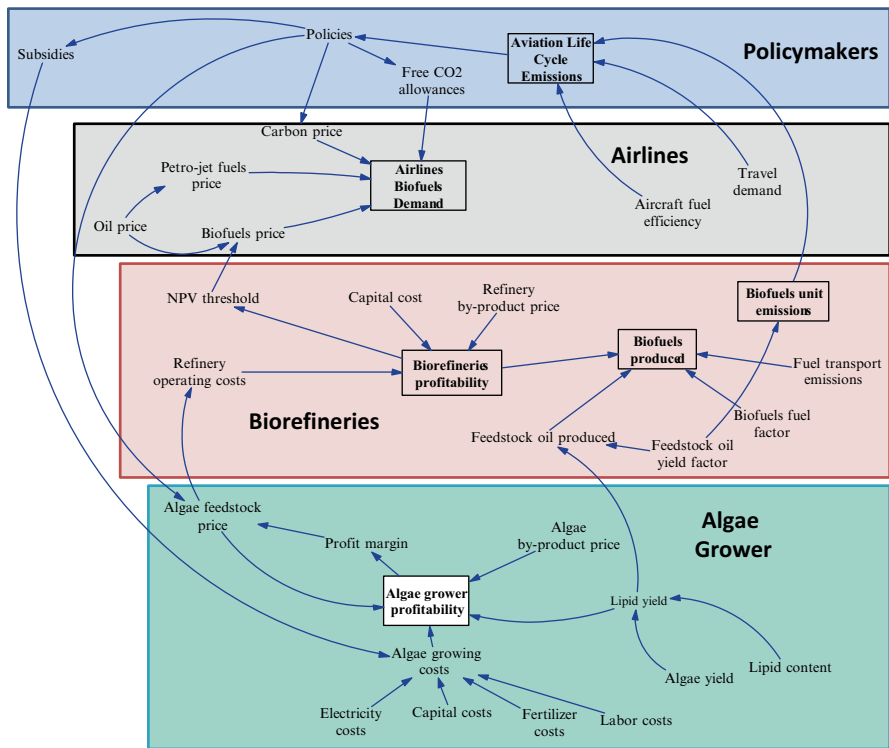 Policies
Subsidies
Free CO2
allowances
Aviation Life
Cycle
Emissions
Policymakers
Carbon price
Airlines
Petro-jet fuels
price
Airlines
Biofuels
Demand
Travel
demand
Aircraft fuel
efficiency
Oil price
Biofuels price
NPV threshold
Capital cost
Refinery
by-product price
Biofuels unit
emissions
Refinery
operating costs
Biorefineries
profitability
Biofuels
produced
Fuel transport
emissions
Biofuels fuel
factor
Biorefineries
Feedstock oil produced
Feedstock oil
yield factor
Algae feedstock
price
Profit margin
Algae
by-product price
Algae
Grower
Algae grower
profitability
Lipid yield
Algae growing
costs
Algae yield
Lipid content
Electricity
costs
Capital costs
Fertilizer
costs
Labor costs